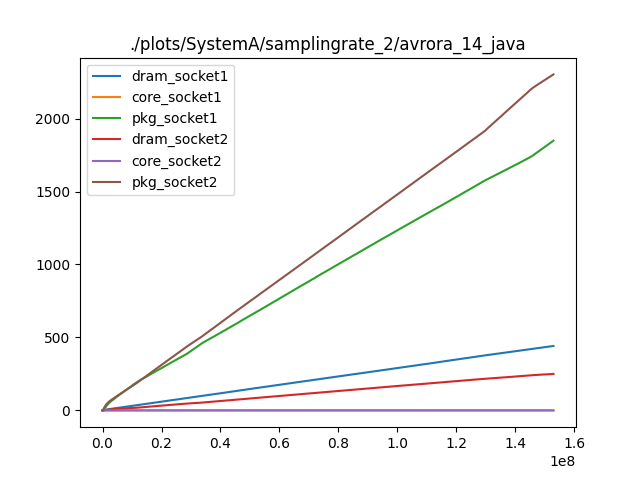 ./plots/SystemA/samplingrate_2/avrora_14_java
dram_socket1
core_socket1
pkg_socket1
dram_socket2
core_socket2
pkg_socket2
2000
1500
1000
500
0
0.0 0.2 0.4 0.6 0.8 1.0 1.2 1.4 1.6
1e8